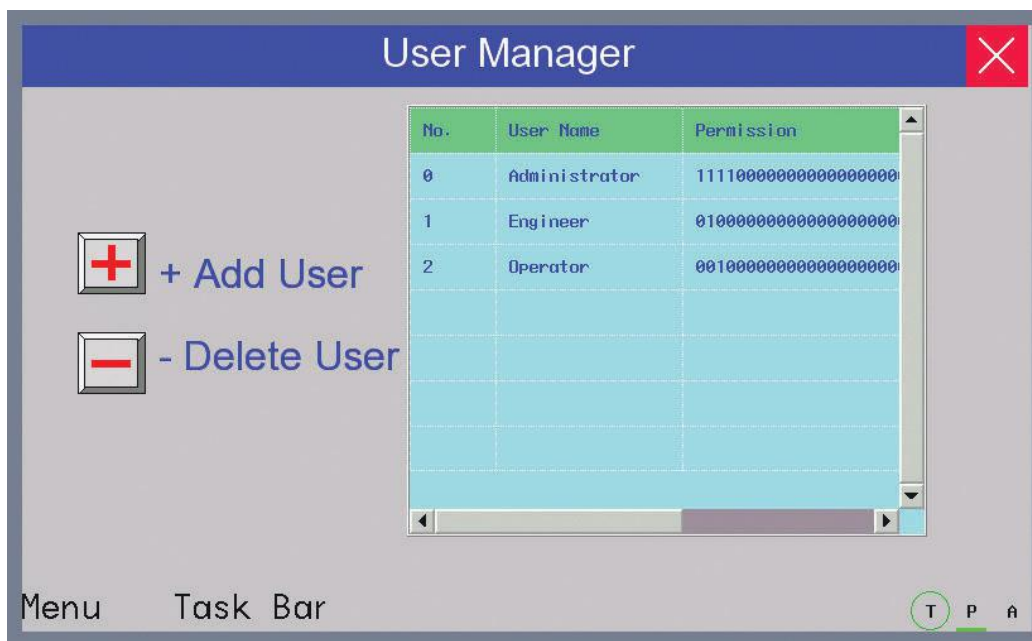 User Manager
No. User Name Permission
0 Administrator 11110000000000000000
1 Engineer 01000000000000000000
2 Operator 00100000000000000000
+ Add User
- Delete User
Menu Task Bar
T P A